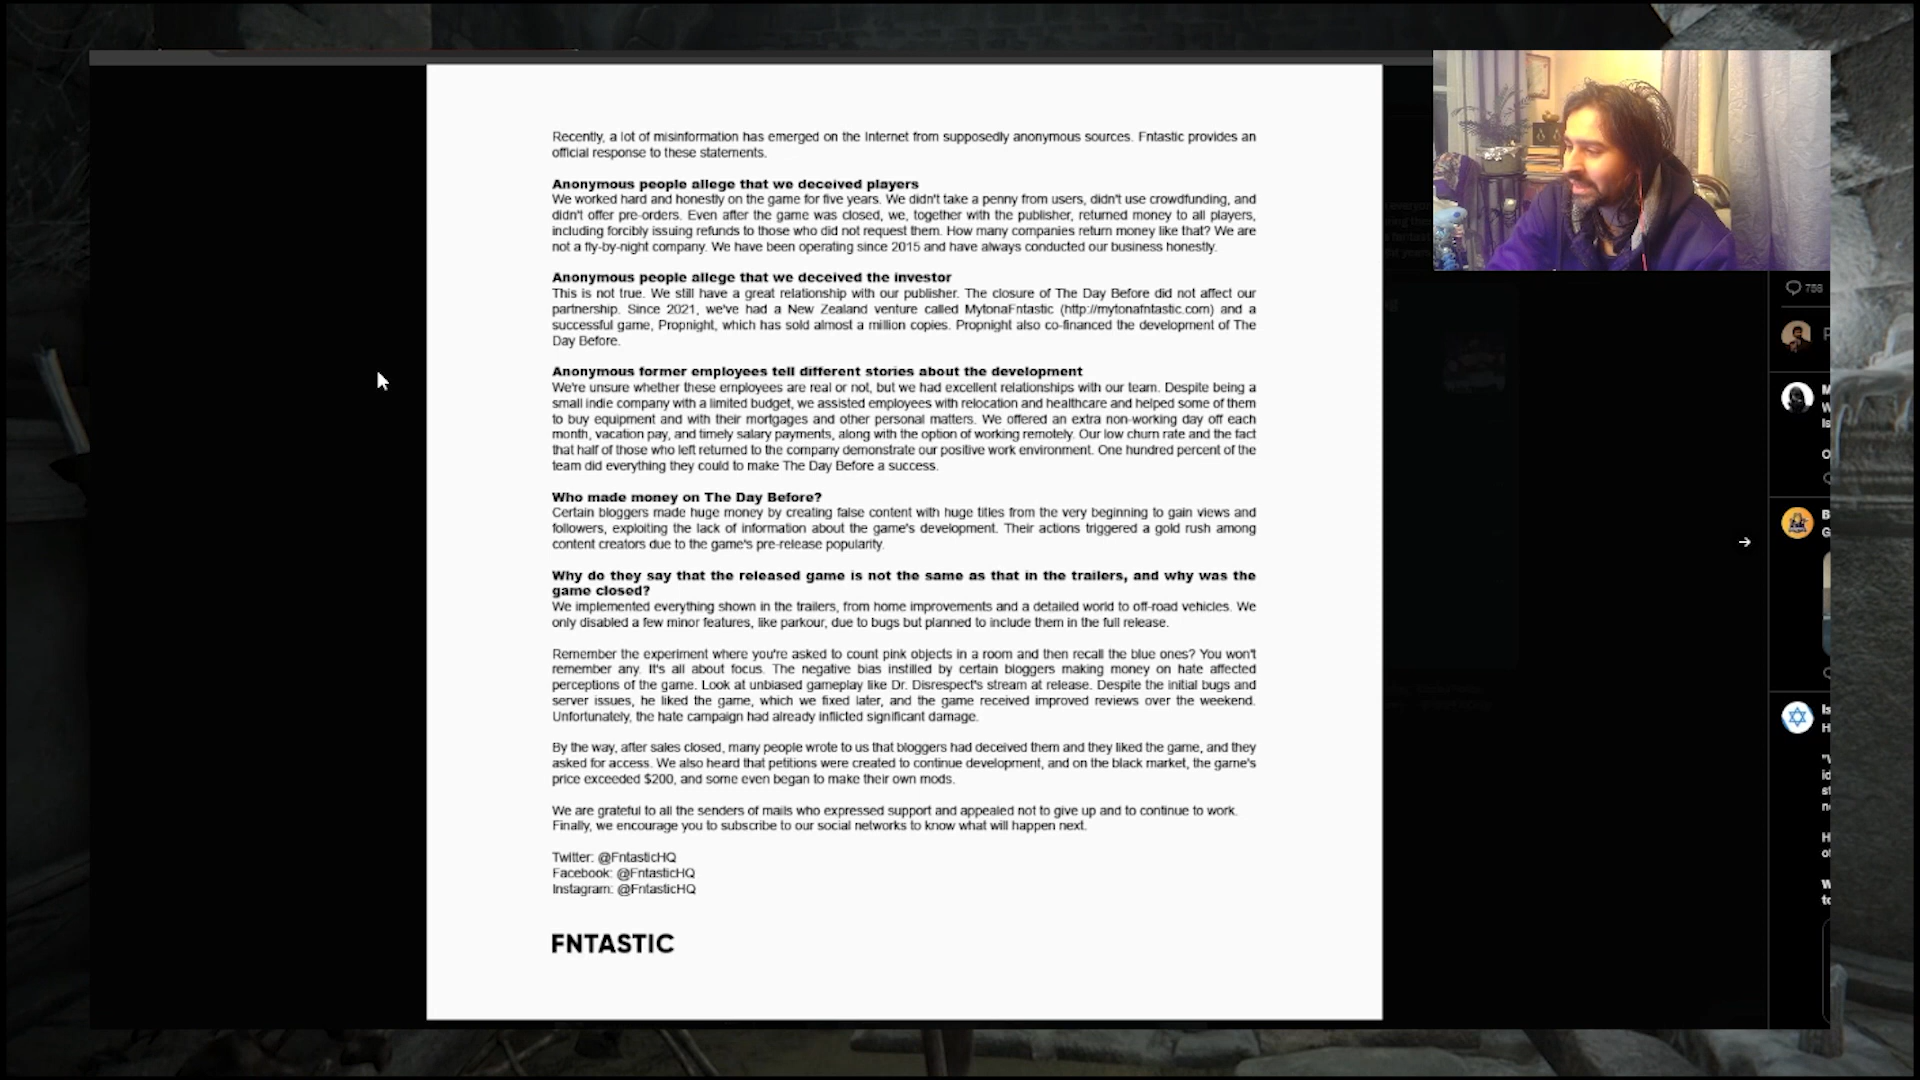 Recently, a lot of misinformation has emerged on the Internet from supposedly anonymous sources. Fntastic provides an
official response to these statements.
Anonymous people allege that we deceived players
We worked hard and honestly on the game for five years. We didn't take a penny from users, didn't use crowdfunding, and
didn't offer pre-orders. Even after the game was closed, we, together with the publisher, returned money to all players,
including forcibly issuing refunds to those who did not request them. How many companies return money like that? We are
not a fly-by-night company. We have been operating since 2015 and have always conducted our business honestly.
Anonymous people allege that we deceived the investor
This is not true. We still have a great relationship with our publisher. The closure of The Day Before did not affect our
partnership. Since 2021, we've had a New Zealand venture called MytonaFntastic (http://mytonafntastic.com) and a
successful game, Propnight, which has sold almost a million copies. Propnight also co-financed the development of The
Day Before.
Anonymous former employees tell different stories about the development
We're unsure whether these employees are real or not, but we had excellent relationships with our team. Despite being a
small indie company with a limited budget, we assisted employees with relocation and healthcare and helped some of them
to buy equipment and with their mortgages and other personal matters. We offered an extra non-working day off each
month, vacation pay, and timely salary payments, along with the option of working remotely. Our low churn rate and the fact
that half of those who left returned to the company demonstrate our positive work environment. One hundred percent of the
team did everything they could to make The Day Before a success.
Who made money on The Day Before?
Certain bloggers made huge money by creating false content with huge titles from the very beginning to gain views and
followers, exploiting the lack of information about the game's development. Their actions triggered a gold rush among
content creators due to the game's pre-release popularity.
Why do they say that the released game is not the same as that in the trailers, and why was the
game closed?
We implemented everything shown in the trailers, from home improvements and a detailed world to off-road vehicles. We
only disabled a few minor features, like parkour, due to bugs but planned to include them in the full release.
Remember the experiment where you're asked to count pink objects in a room and then recall the blue ones? You won't
remember any. It's all about focus. The negative bias instilled by certain bloggers making money on hate affected
perceptions of the game. Look at unbiased gameplay like Dr. Disrespect's stream at release. Despite the initial bugs and
server issues, he liked the game, which we fixed later, and the game received improved reviews over the weekend.
Unfortunately, the hate campaign had already inflicted significant damage.
By the way, after sales closed, many people wrote to us that bloggers had deceived them and they liked the game, and they
asked for access. We also heard that petitions were created to continue development, and on the black market, the game's
price exceeded $200, and some even began to make their own mods.
We are grateful to all the senders of mails who expressed support and appealed not to give up and to continue to work.
Finally, we encourage you to subscribe to our social networks to know what will happen next.
Twitter: @FntasticHQ
Facebook: @FntasticHQ
Instagram: @FntasticHQ
FNTASTIC
756